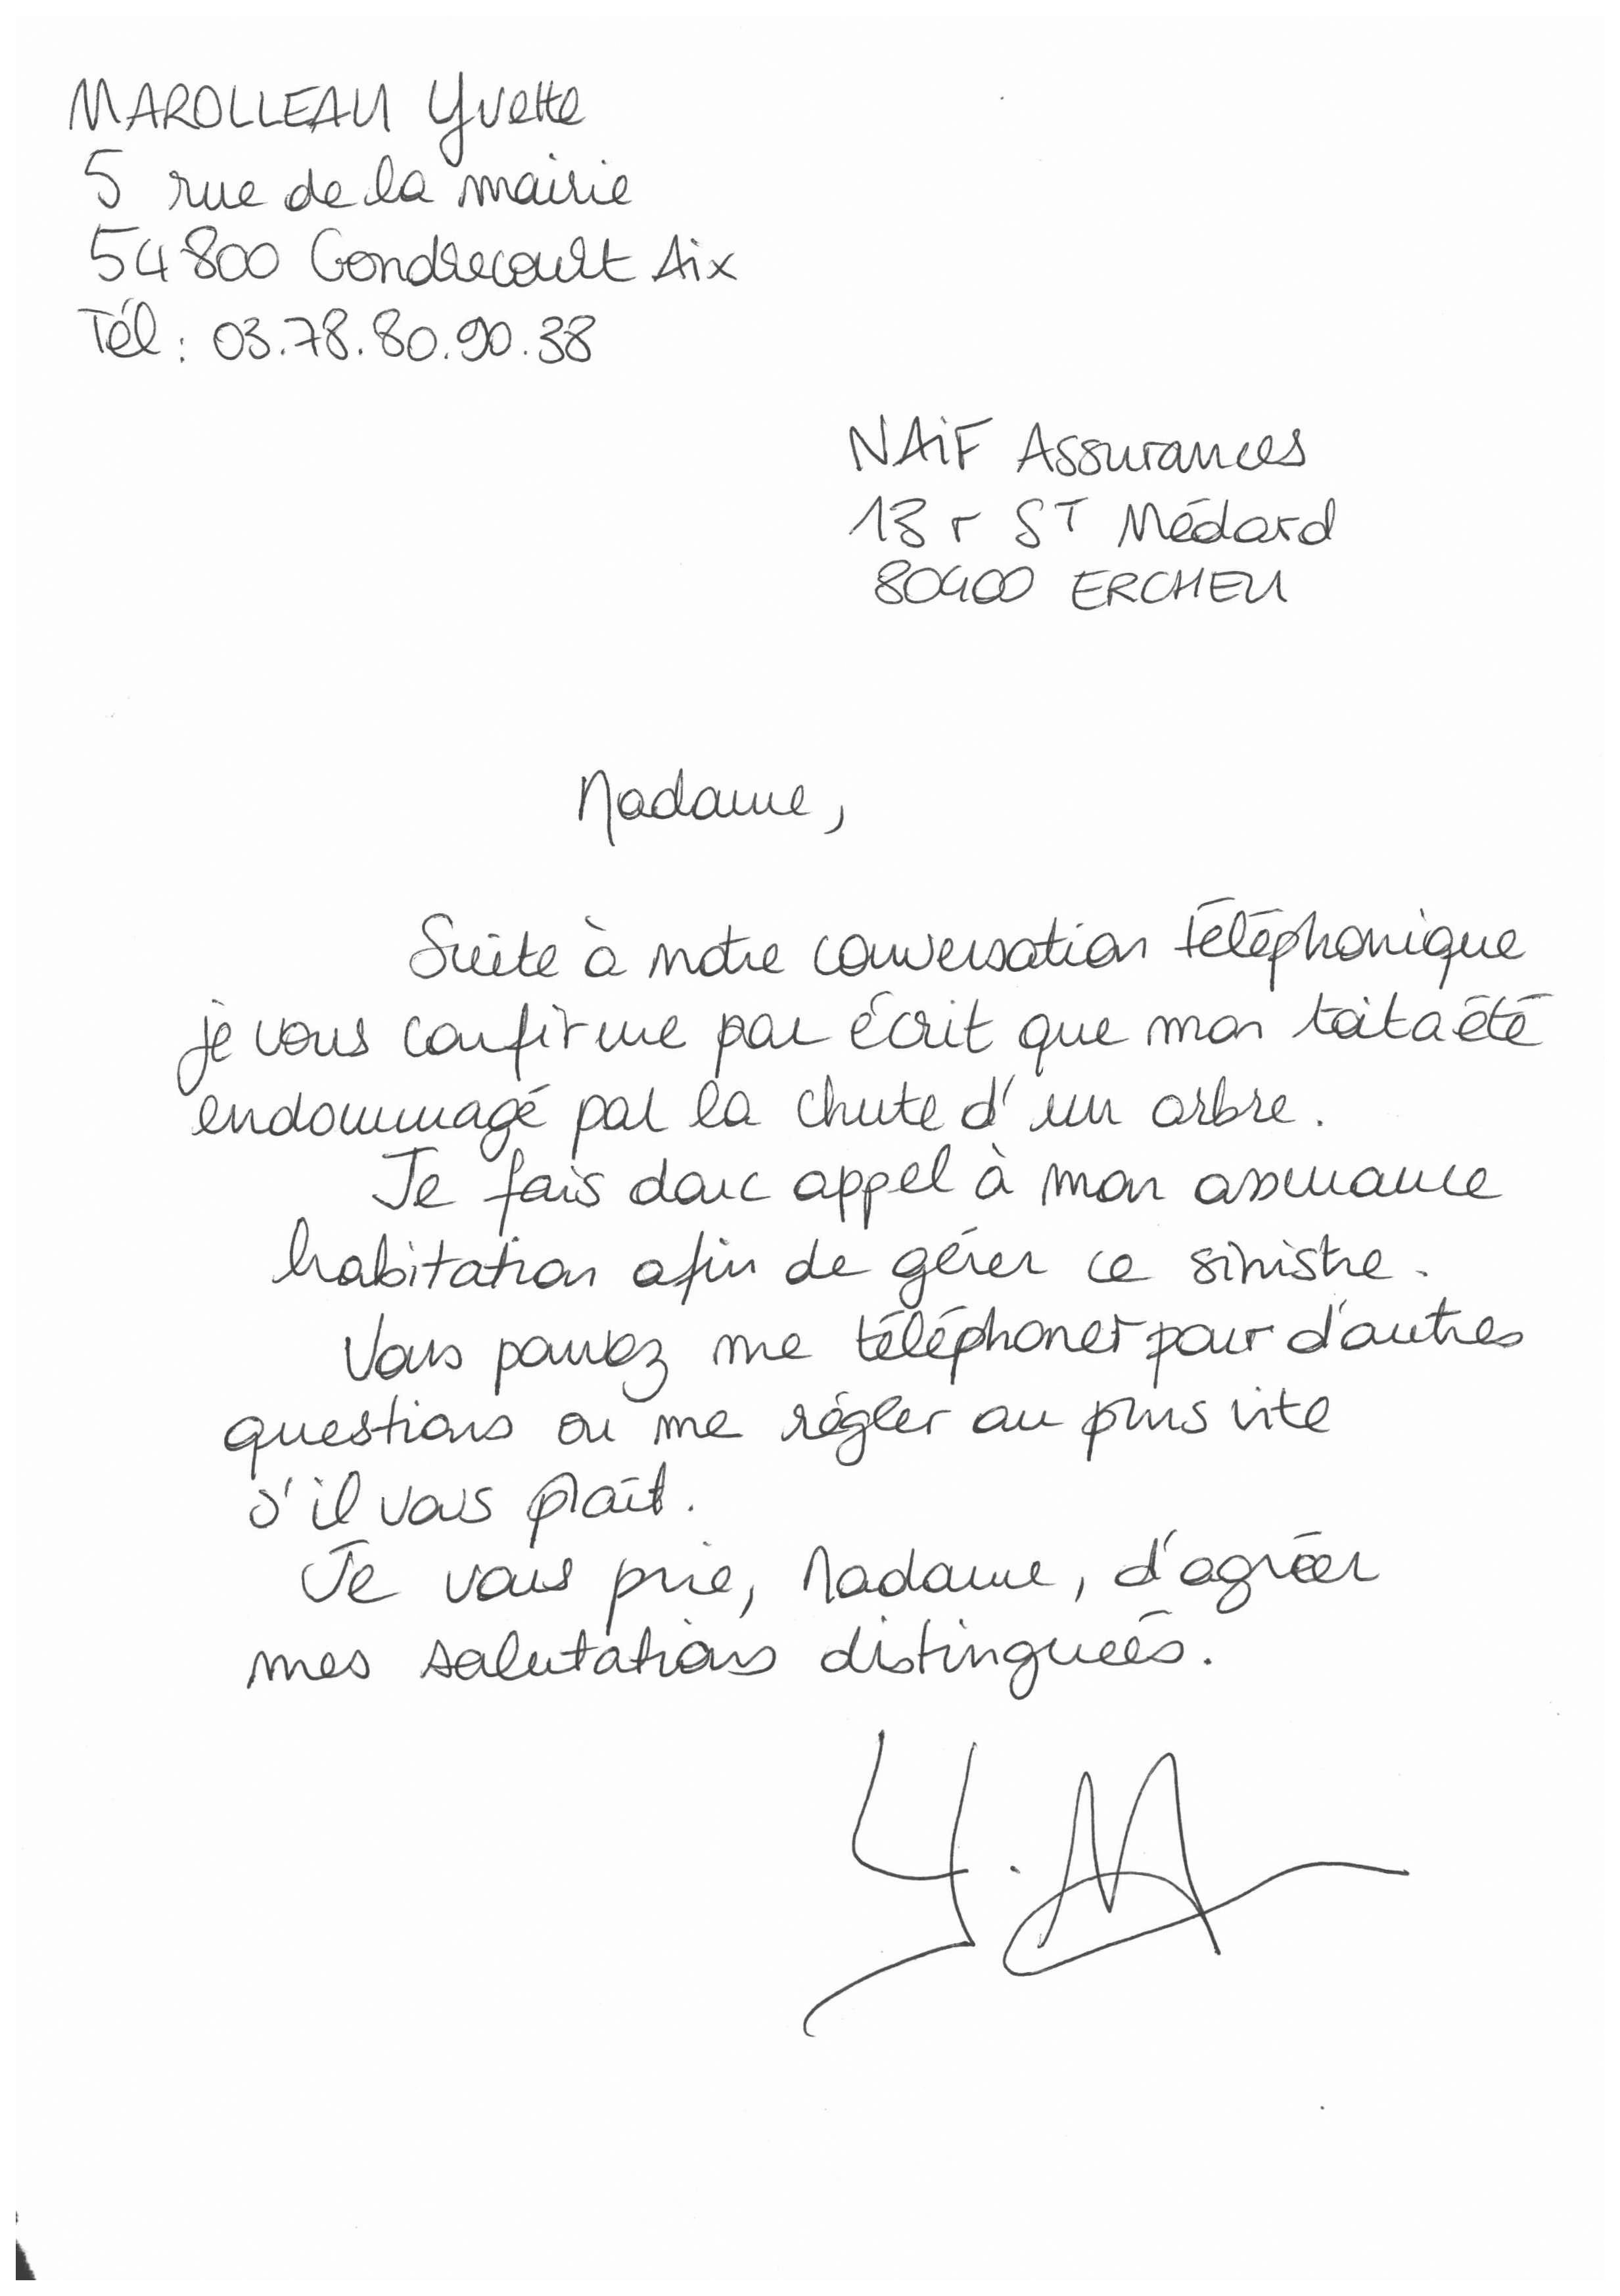 MAROLLEAU Yvette
5 rue de la mairie
54800 Gondrecourt Aix
Tél : 03.78.80.90.38
NAiF Assurances
13 r ST Médard
80400 ERCHEU
Madame,
Suite à notre conversation téléphonique
je vous confirme par écrit que mon toit a été
endommagé par la chute d'un arbre.
Je fais donc appel à mon assurance
habitation afin de gérer ce sinistre.
Vous pouvez me téléphoner pour d'autres
questions ou me régler au plus vite
s'il vous plaît.
Je vous prie, Madame, d'agréer
mes salutations distinguées.
Y.M